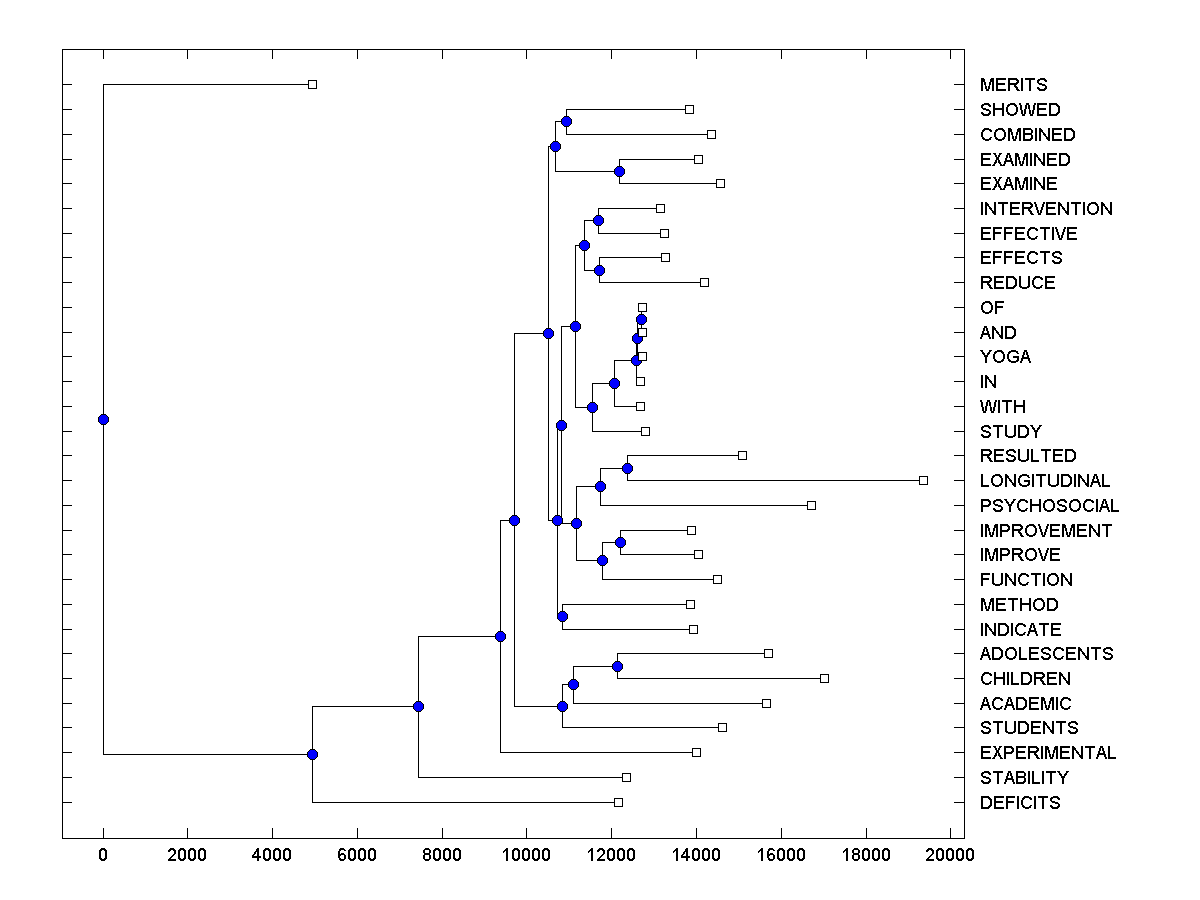 MERITS
SHOWED
COMBINED
EXAMINED
EXAMINE
INTERVENTION
EFFECTIVE
EFFECTS
REDUCE
OF
AND
YOGA
IN
WITH
STUDY
RESULTED
LONGITUDINAL
PSYCHOSOCIAL
IMPROVEMENT
IMPROVE
FUNCTION
METHOD
INDICATE
ADOLESCENTS
CHILDREN
ACADEMIC
STUDENTS
EXPERIMENTAL
STABILITY
DEFICITS
0 2000 4000 6000 8000 10000 12000 14000 16000 18000 20000